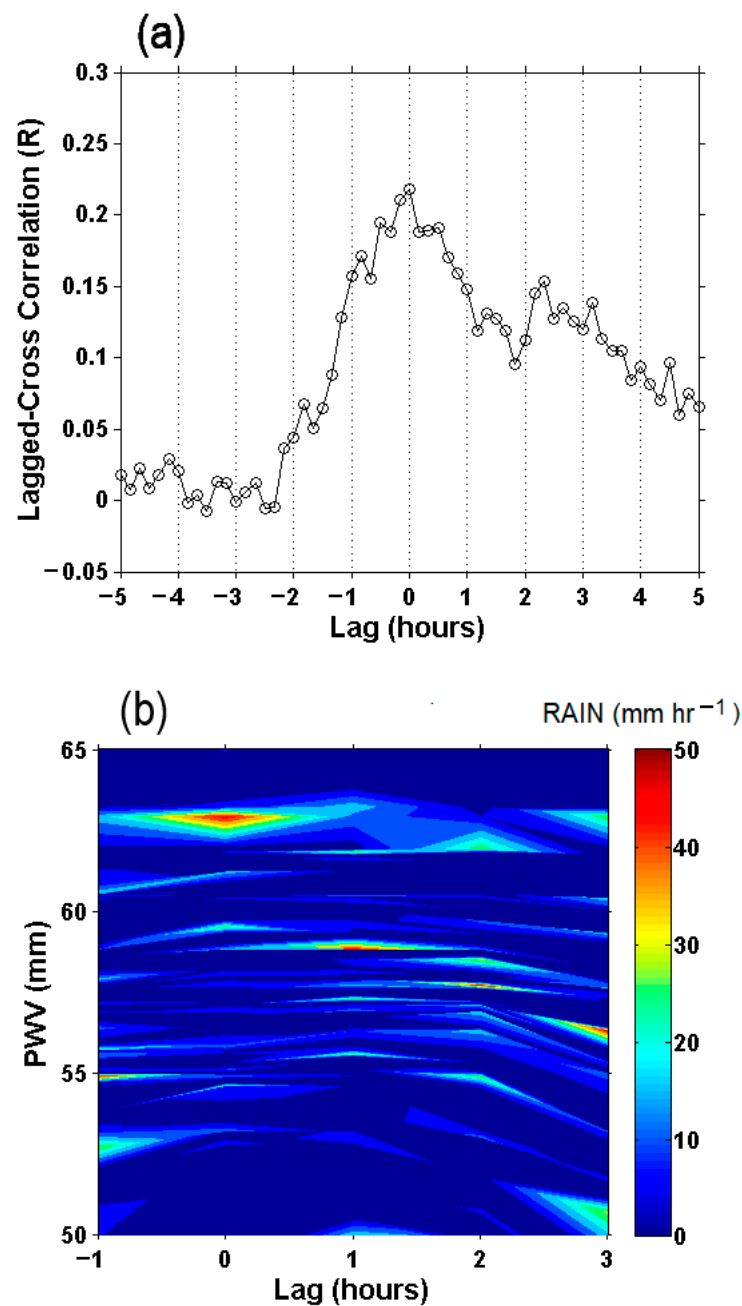 (a)
0.3
0.25
0.2
0.15
0.1
0.05
0
−0.05
Lagged-Cross Correlation (R)
−5 −4 −3 −2 −1 0 1 2 3 4 5
Lag (hours)
(b)
RAIN (mm hr −1 )
65
60
55
50
PWV (mm)
−1 0 1 2 3
Lag (hours)
50
40
30
20
10
0